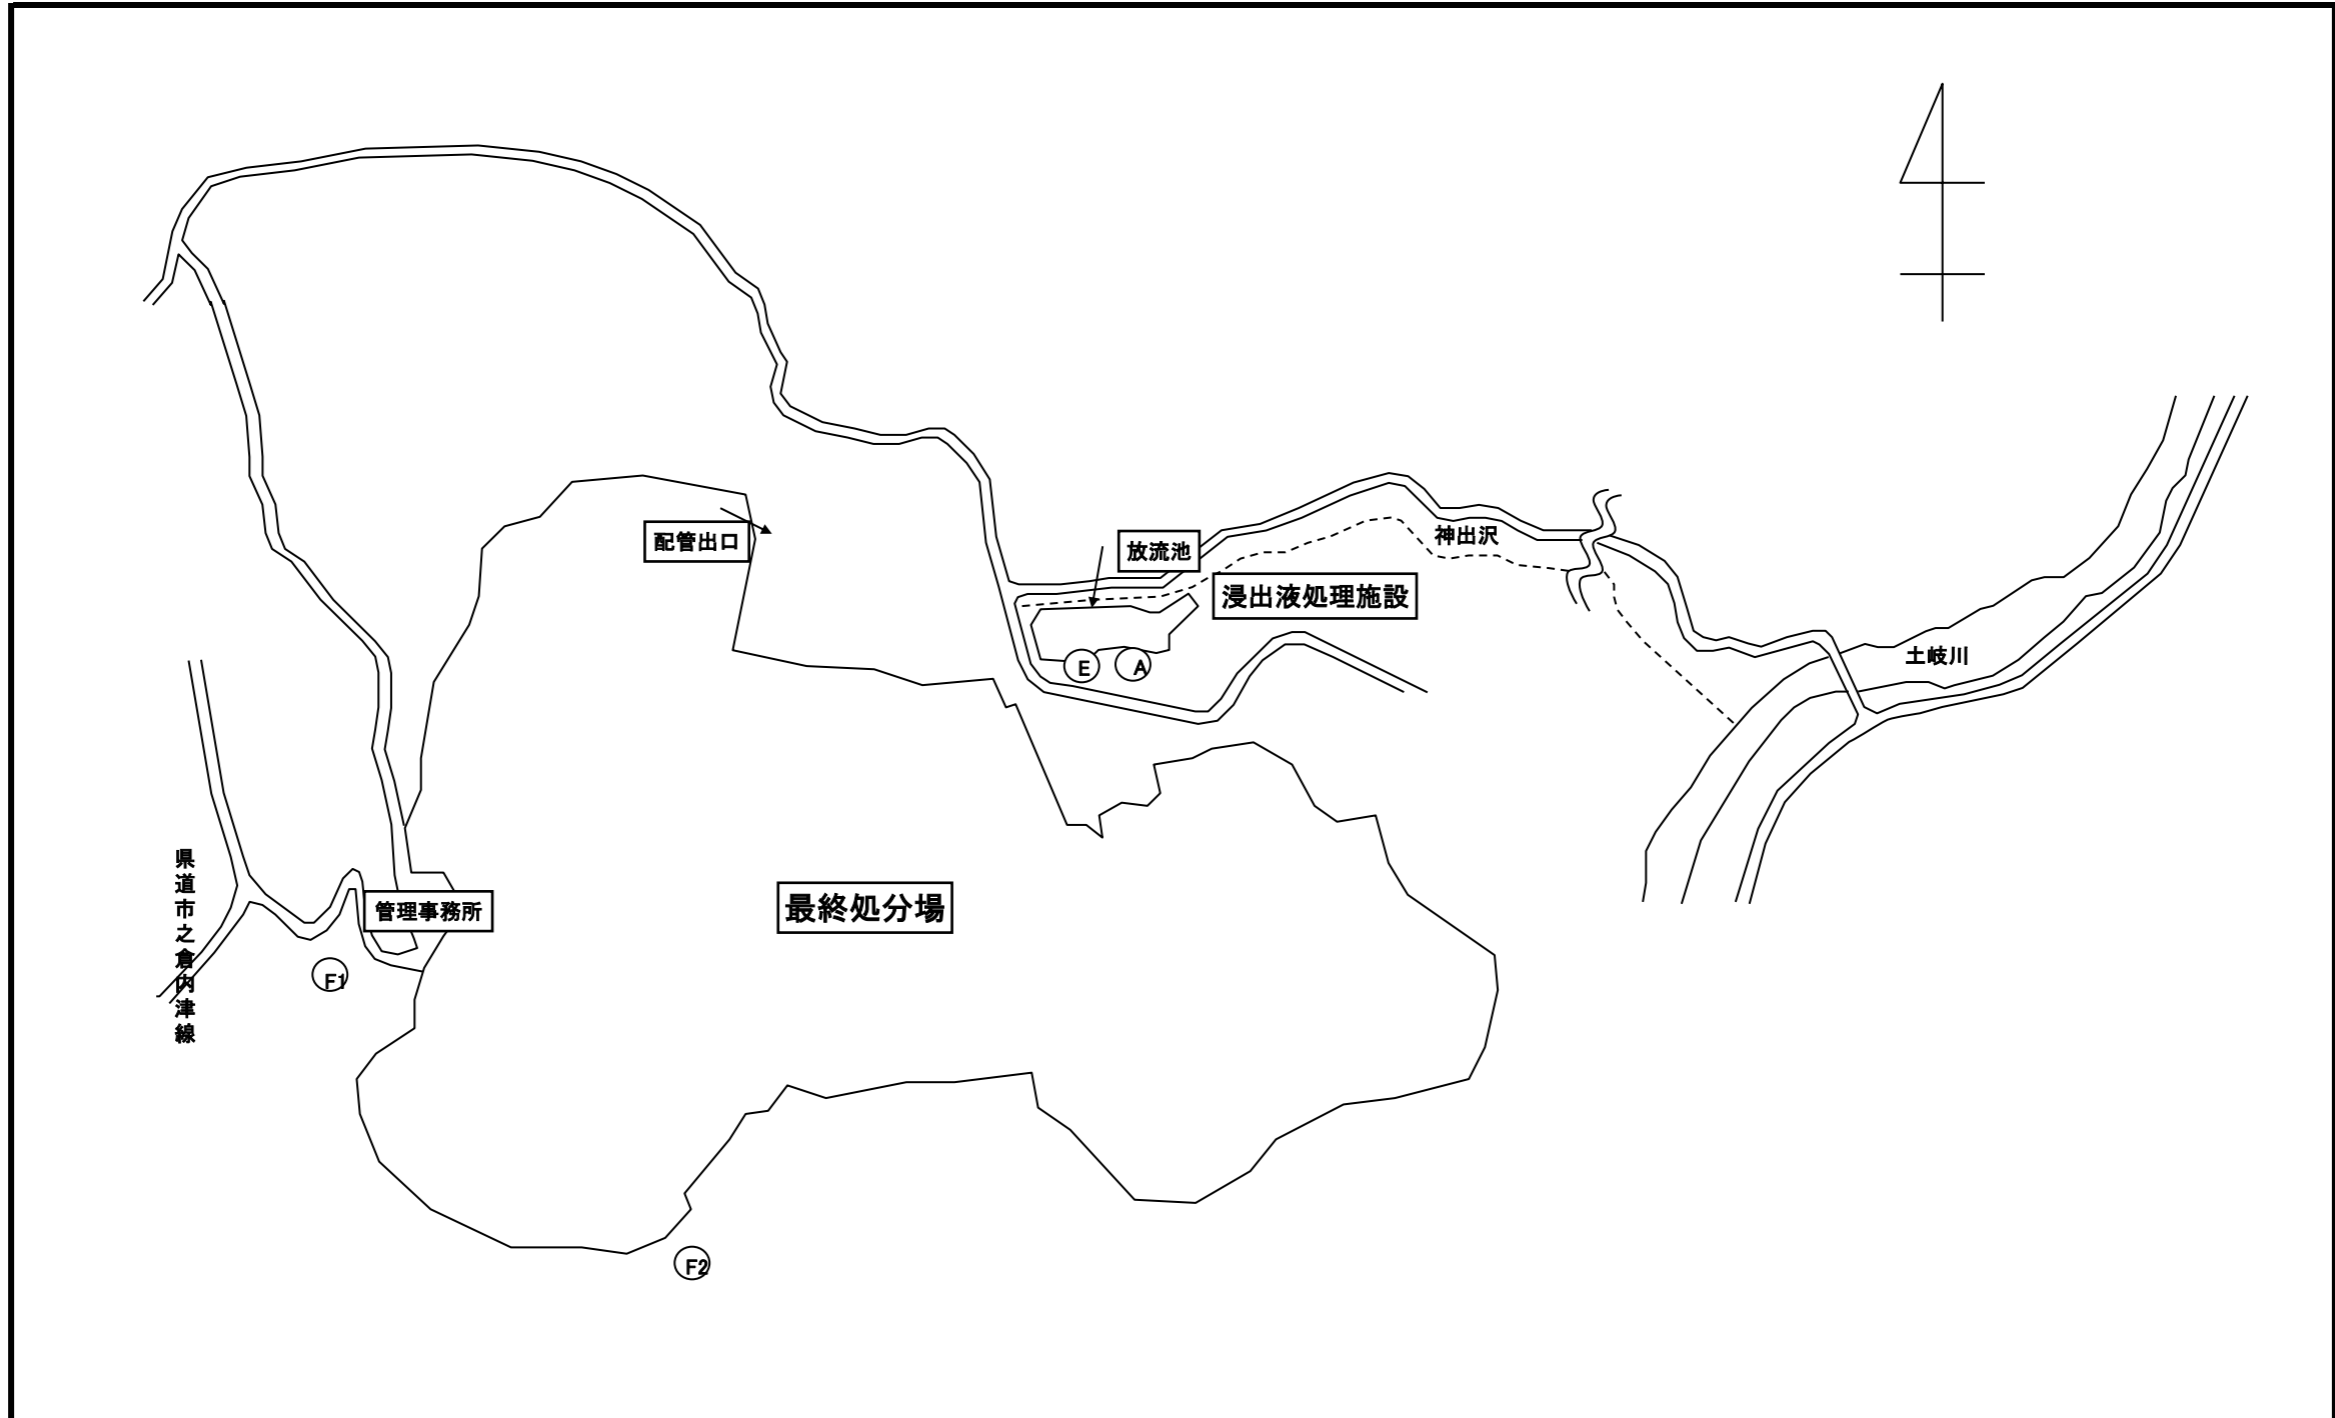 配管出口
放流池
神出沢
浸出液処理施設
土岐川
E
A
県道市之倉内津線
管理事務所
最終処分場
F1
F2